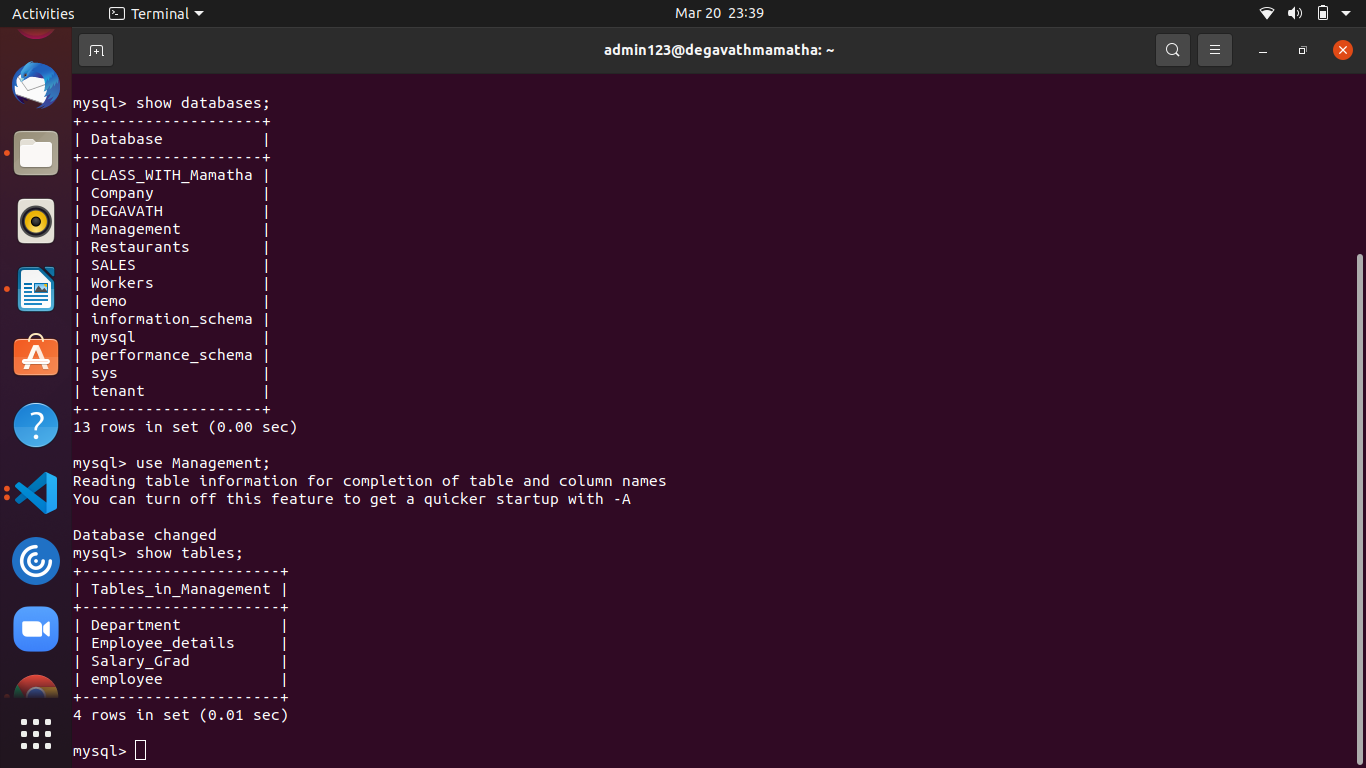 Activities Terminal Mar 20 23:39
admin123@degavathmamatha: ~
mysql> show databases;
+--------------------+
| Database           |
+--------------------+
| CLASS_WITH_Mamatha |
| Company            |
| DEGAVATH           |
| Management         |
| Restaurants        |
| SALES              |
| Workers            |
| demo               |
| information_schema |
| mysql              |
| performance_schema |
| sys                |
| tenant             |
+--------------------+
13 rows in set (0.00 sec)
mysql> use Management;
Reading table information for completion of table and column names
You can turn off this feature to get a quicker startup with -A
Database changed
mysql> show tables;
+----------------------+
| Tables_in_Management |
+----------------------+
| Department           |
| Employee_details     |
| Salary_Grad          |
| employee             |
+----------------------+
4 rows in set (0.01 sec)
mysql>